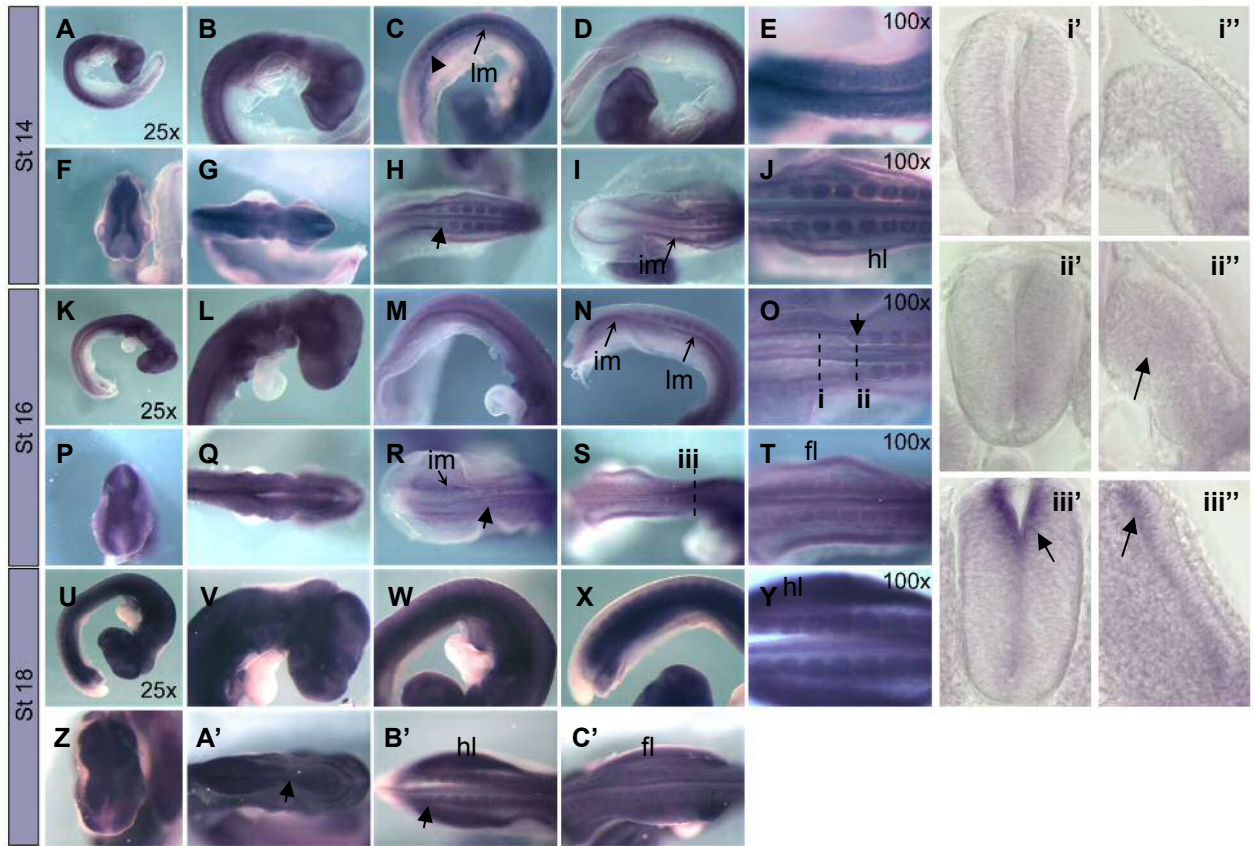 St 14
A
25x
B
C
lm
D
E
100x
F
G
H
I
im
J
100x
hl
St 16
K
25x
L
M
N
im
lm
O
100x
i
ii
P
Q
R
im
S
iii
T
fl
100x
St 18
U
25x
V
W
X
Y
hl
100x
Z
A’
B’
hl
C’
fl
i’
i’’
ii’
ii’’
iii’
iii’’